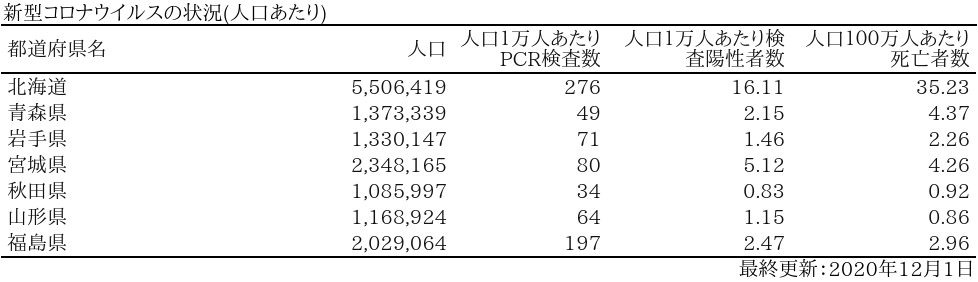 新型コロナウイルスの状況(人口あたり)
都道府県名 人口 人口1万人あたりPCR検査数 人口1万人あたり検査陽性者数 人口100万人あたり死亡者数
北海道 5,506,419 276 16.11 35.23
青森県 1,373,339 49 2.15 4.37
岩手県 1,330,147 71 1.46 2.26
宮城県 2,348,165 80 5.12 4.26
秋田県 1,085,997 34 0.83 0.92
山形県 1,168,924 64 1.15 0.86
福島県 2,029,064 197 2.47 2.96
最終更新：2020年12月1日